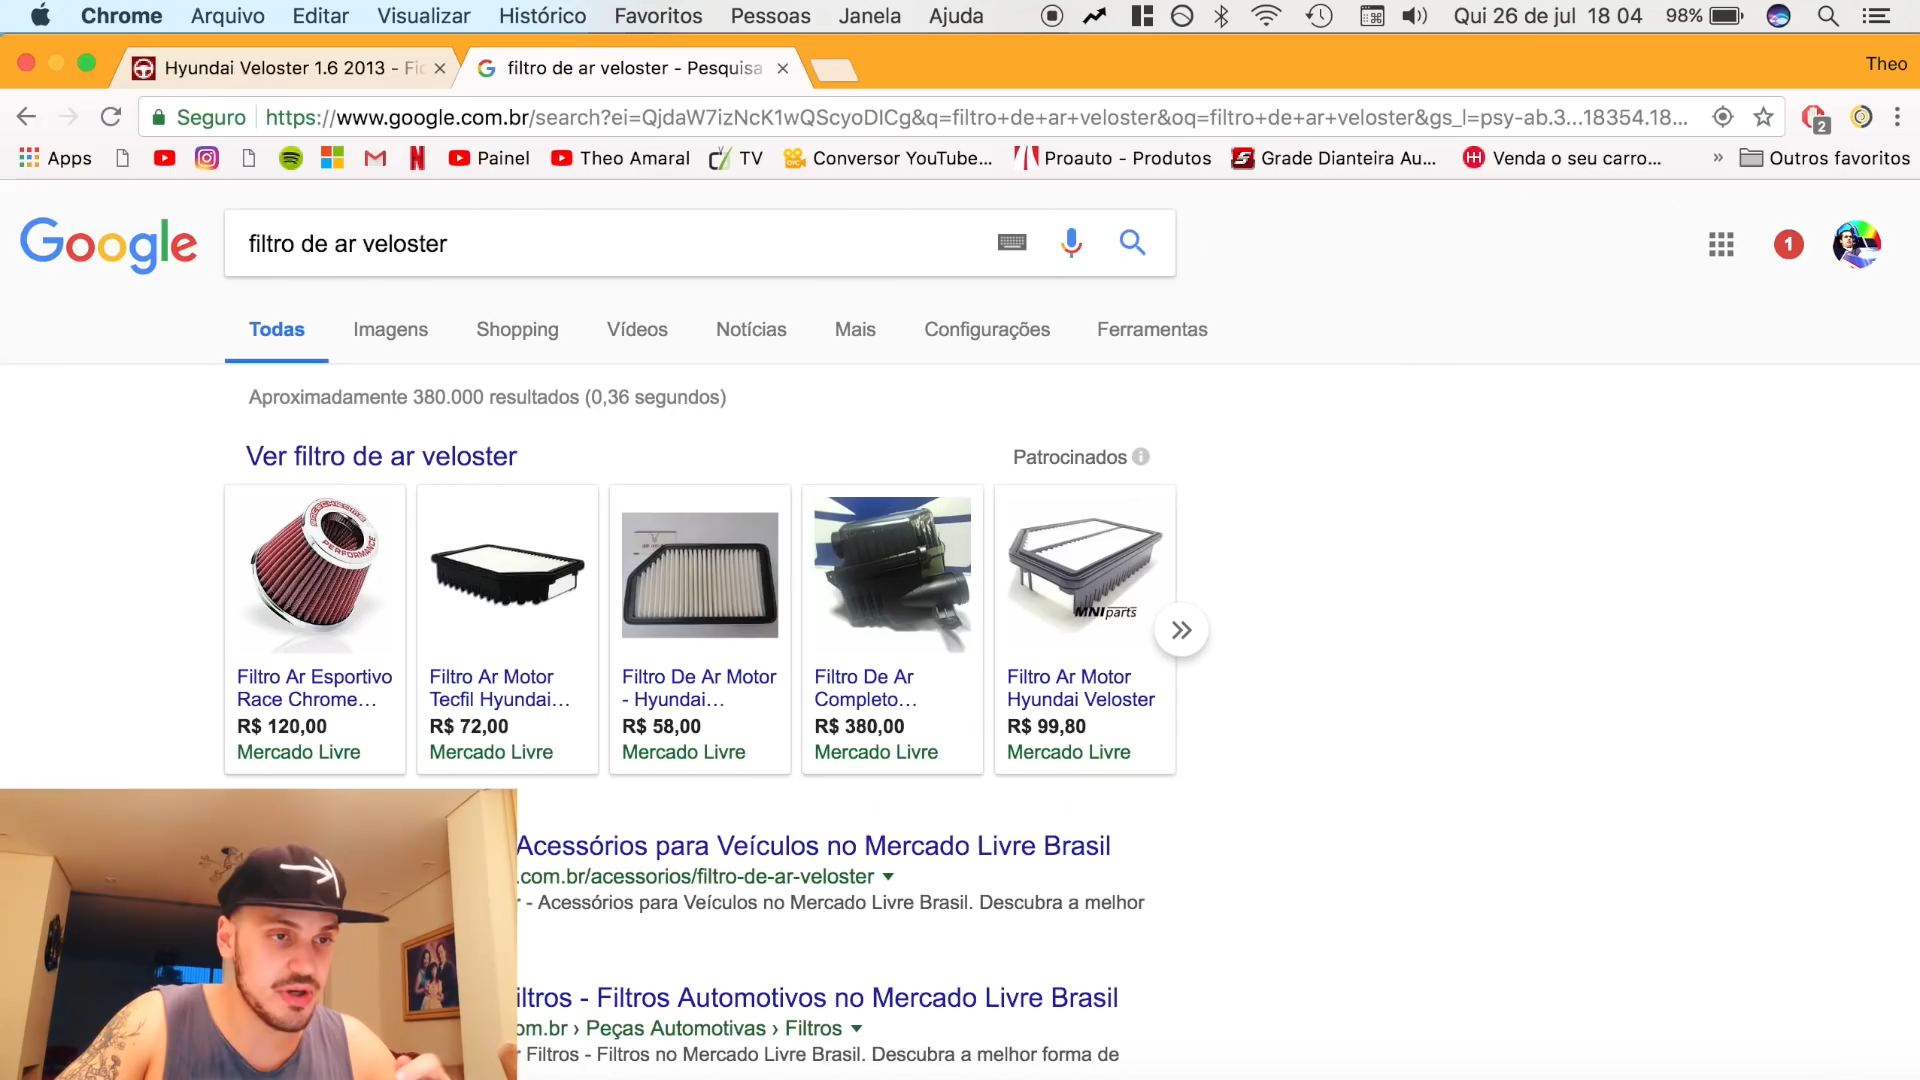 Chrome Arquivo Editar Visualizar Histórico Favoritos Pessoas Janela Ajuda Qui 26 de jul 18 04 98%
Hyundai Veloster 1.6 2013 - Fic filtro de ar veloster - Pesquisa Theo
Seguro https://www.google.com.br/search?ei=QjdaW7izNcK1wQScyoDICg&q=filtro+de+ar+veloster&oq=filtro+de+ar+veloster&gs_l=psy-ab.3...18354.18... 2
Apps Painel Theo Amaral TV Conversor YouTube... Proauto - Produtos Grade Dianteira Au... Venda o seu carro... » Outros favoritos
Google filtro de ar veloster 1
Todas Imagens Shopping Vídeos Notícias Mais Configurações Ferramentas
Aproximadamente 380.000 resultados (0,36 segundos)
Ver filtro de ar veloster Patrocinados
RACE CHROME
PERFORMANCE
MNIparts
Filtro Ar Esportivo
Race Chrome...
R$ 120,00
Mercado Livre
Filtro Ar Motor
Tecfil Hyundai...
R$ 72,00
Mercado Livre
Filtro De Ar Motor
- Hyundai...
R$ 58,00
Mercado Livre
Filtro De Ar
Completo...
R$ 380,00
Mercado Livre
Filtro Ar Motor
Hyundai Veloster
R$ 99,80
Mercado Livre
Acessórios para Veículos no Mercado Livre Brasil
.com.br/acessorios/filtro-de-ar-veloster
- Acessórios para Veículos no Mercado Livre Brasil. Descubra a melhor
iltros - Filtros Automotivos no Mercado Livre Brasil
om.br › Peças Automotivas › Filtros
Filtros - Filtros no Mercado Livre Brasil. Descubra a melhor forma de